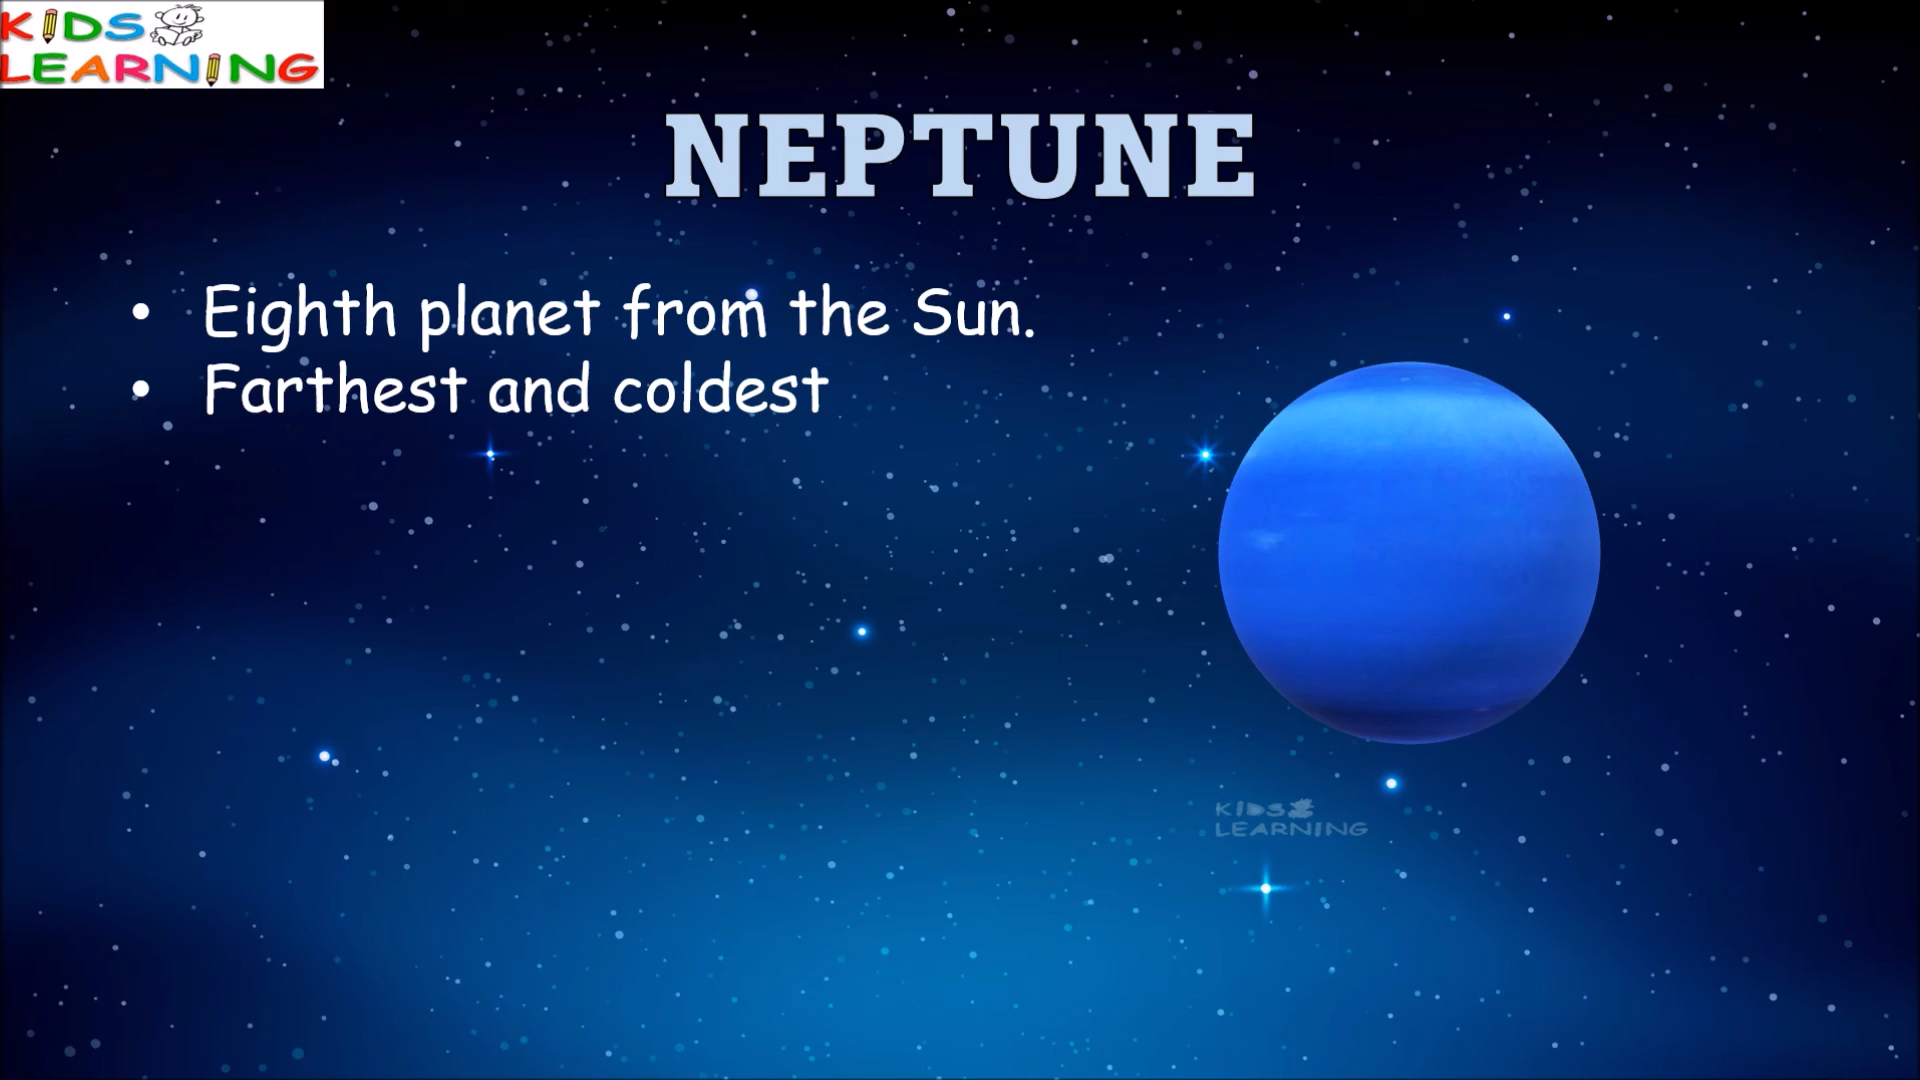 KIDS
LEARNING
NEPTUNE
• Eighth planet from the Sun.
• Farthest and coldest
KIDS
LEARNING